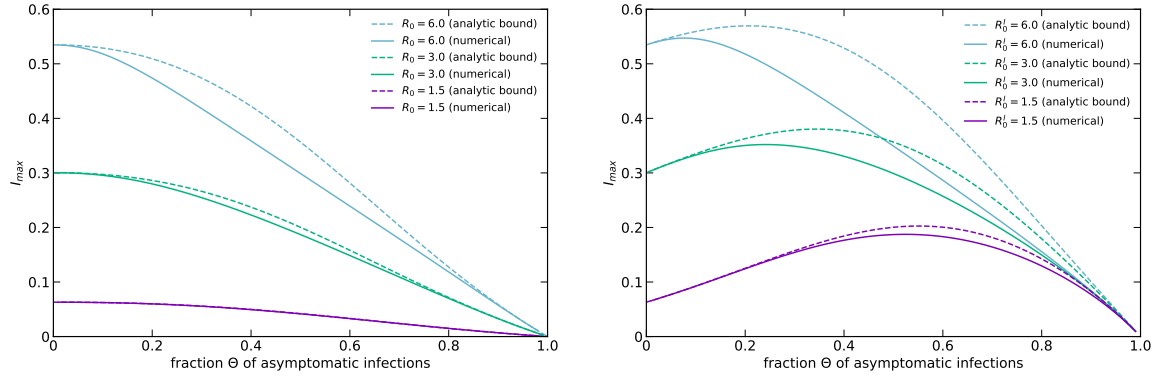 0.6
0.5
0.4
0.3
0.2
0.1
0
I_max
R_0 = 6.0 (analytic bound)
R_0 = 6.0 (numerical)
R_0 = 3.0 (analytic bound)
R_0 = 3.0 (numerical)
R_0 = 1.5 (analytic bound)
R_0 = 1.5 (numerical)
0 0.2 0.4 0.6 0.8 1.0
fraction Θ of asymptomatic infections
0.6
0.5
0.4
0.3
0.2
0.1
0
I_max
R_0^I = 6.0 (analytic bound)
R_0^I = 6.0 (numerical)
R_0^I = 3.0 (analytic bound)
R_0^I = 3.0 (numerical)
R_0^I = 1.5 (analytic bound)
R_0^I = 1.5 (numerical)
0 0.2 0.4 0.6 0.8 1.0
fraction Θ of asymptomatic infections